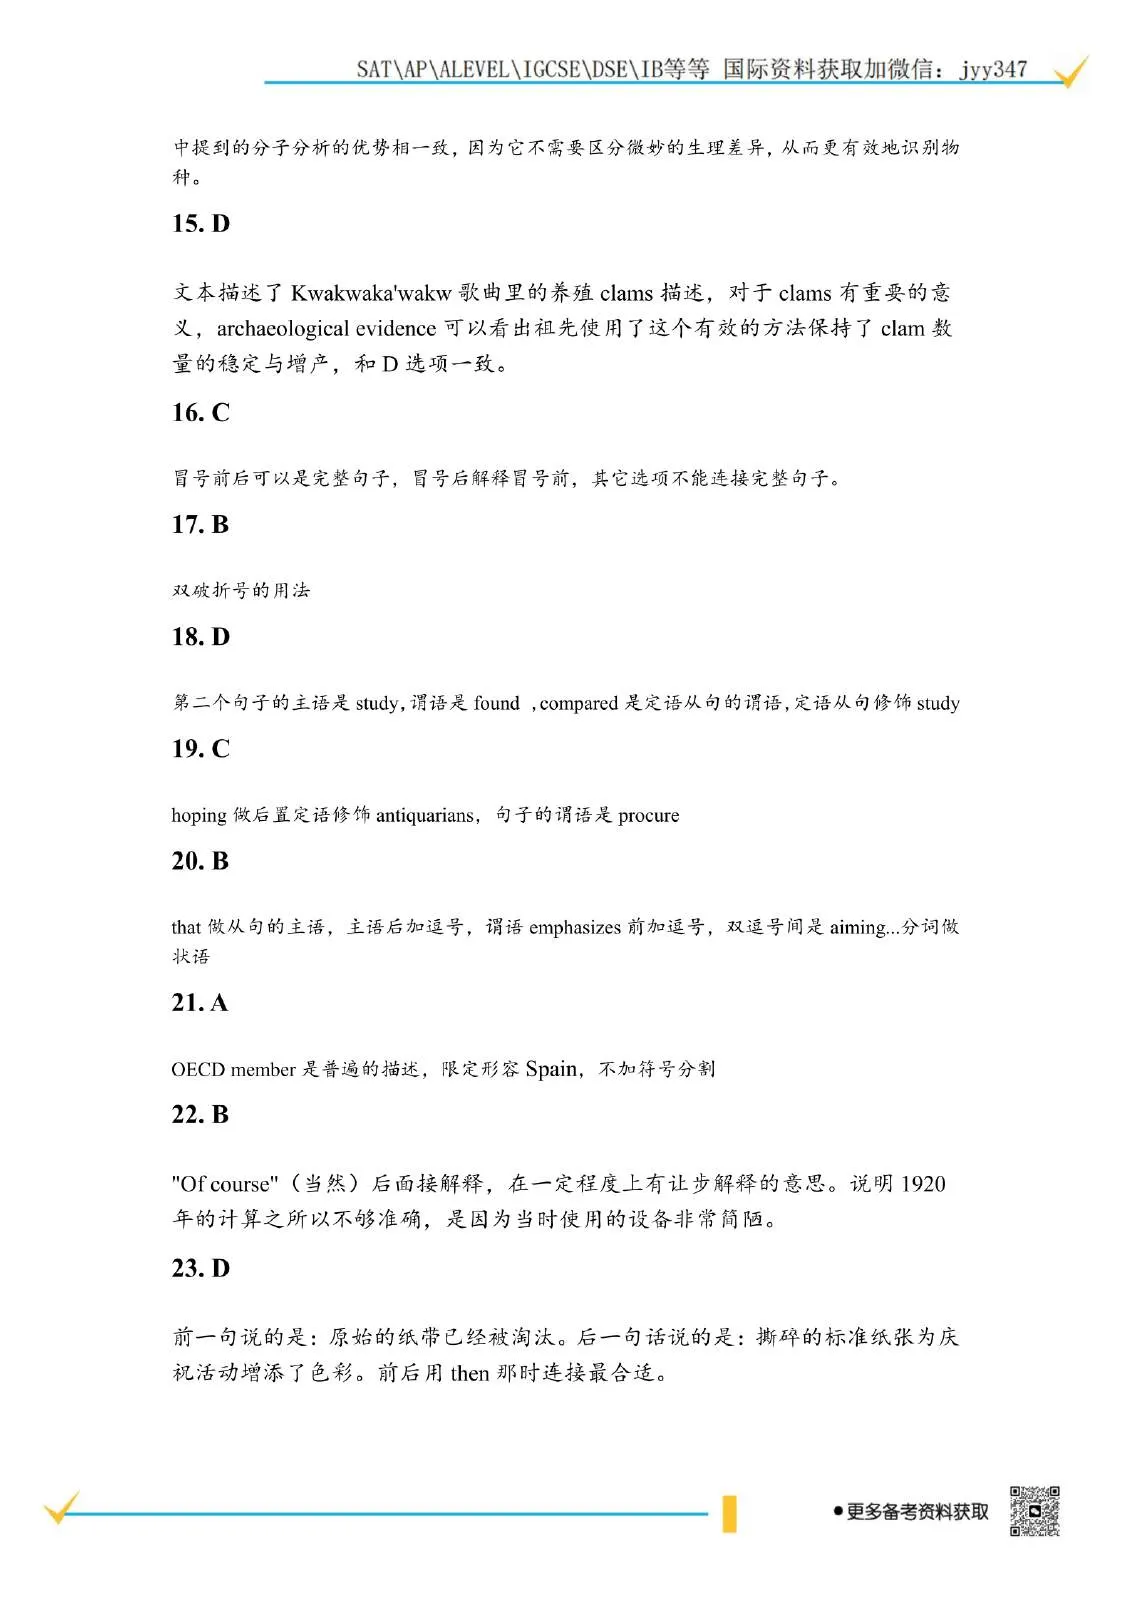 SAT\AP\ALEVEL\IGCSE\DSE\IB等等 国际资料获取加微信：jyy347
中提到的分子分析的优势相一致，因为它不需要区分微妙的生理差异，从而更有效地识别物
种。
15. D
文本描述了 Kwakwaka'wakw 歌曲里的养殖 clams 描述，对于 clams 有重要的意
义，archaeological evidence 可以看出祖先使用了这个有效的方法保持了 clam 数
量的稳定与增产，和 D 选项一致。
16. C
冒号前后可以是完整句子，冒号后解释冒号前，其它选项不能连接完整句子。
17. B
双破折号的用法
18. D
第二个句子的主语是 study,谓语是 found ,compared 是定语从句的谓语,定语从句修饰 study
19. C
hoping 做后置定语修饰 antiquarians，句子的谓语是 procure
20. B
that 做从句的主语，主语后加逗号，谓语 emphasizes 前加逗号，双逗号间是 aiming...分词做
状语
21. A
OECD member 是普遍的描述，限定形容 Spain，不加符号分割
22. B
"Of course"（当然）后面接解释，在一定程度上有让步解释的意思。说明 1920
年的计算之所以不够准确，是因为当时使用的设备非常简陋。
23. D
前一句说的是：原始的纸带已经被淘汰。后一句话说的是：撕碎的标准纸张为庆
祝活动增添了色彩。前后用 then 那时连接最合适。
●更多备考资料获取